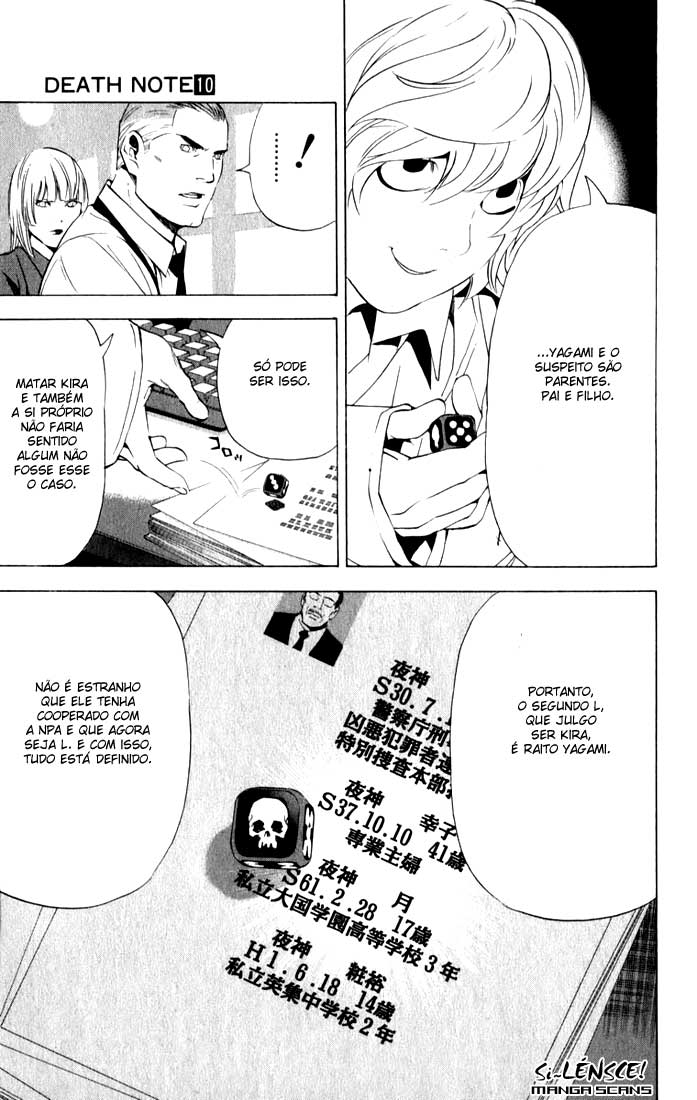 DEATH NOTE 10
...YAGAMI E O
SUSPEITO SÃO
PARENTES.
PAI E FILHO.
......!
SÓ PODE
SER ISSO.
コロ..
MATAR KIRA
E TAMBÉM
A SI PRÓPRIO
NÃO FARIA
SENTIDO
ALGUM NÃO
FOSSE ESSE
O CASO.
PORTANTO,
O SEGUNDO L,
QUE JULGO
SER KIRA,
É RAITO YAGAMI.
NÃO É ESTRANHO
QUE ELE TENHA
COOPERADO COM
A NPA E QUE AGORA
SEJA L. E COM ISSO,
TUDO ESTÁ DEFINIDO.
夜神
S30.7.
警察庁刑
凶悪犯罪者連
特別捜査本部
夜神 幸子
S37.10.10 41歳
専業主婦
夜神 月
S61.2.28 17歳
私立大国学園高等学校3年
夜神 粧裕
H1.6.18 14歳
私立英集中学校2年
Si~LÉNSCE!
MANGA SCANS